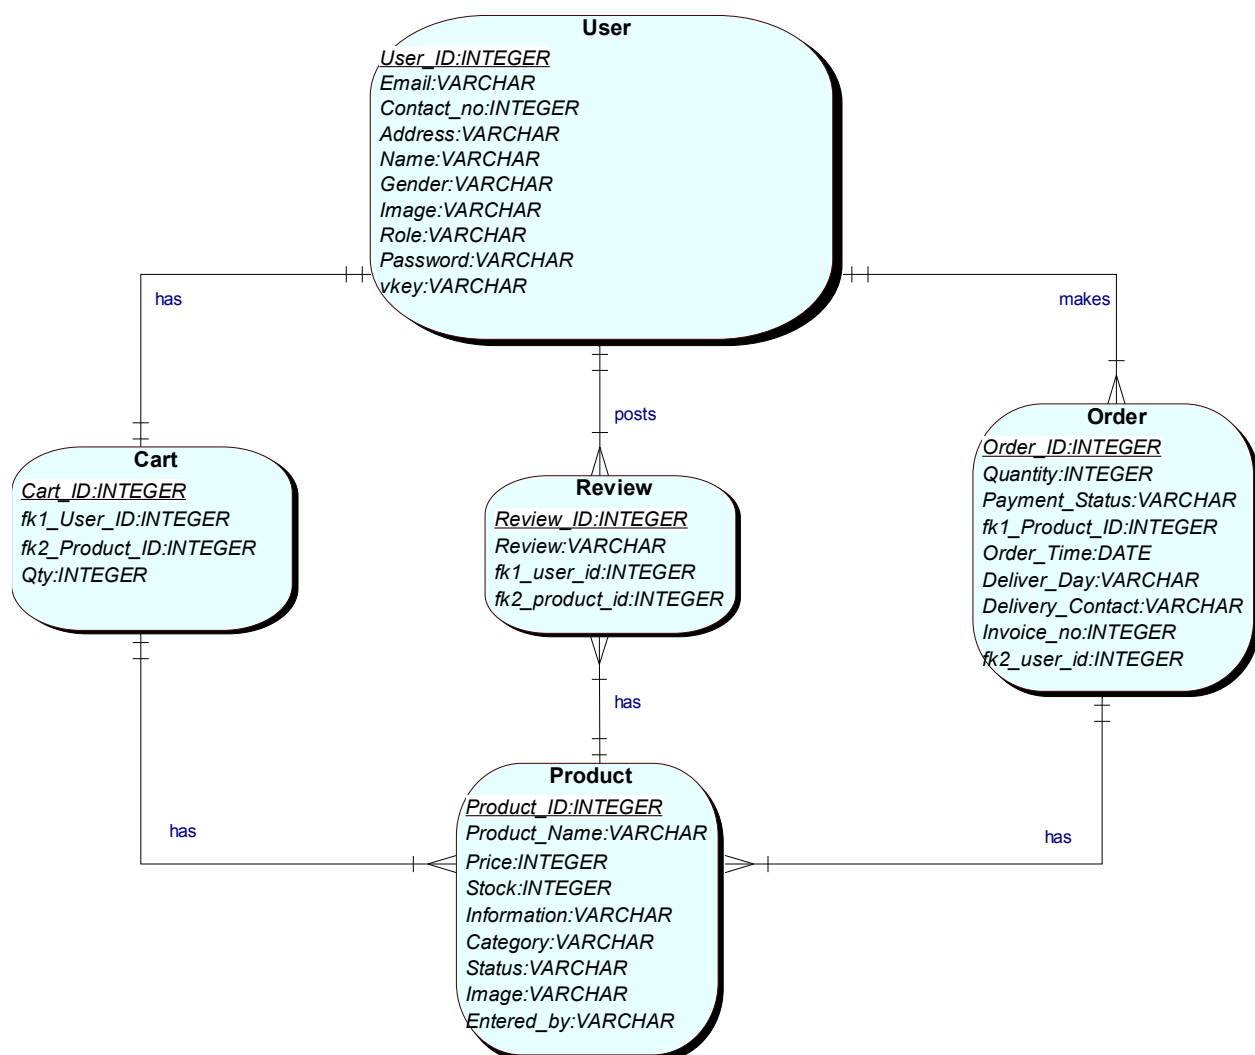 User
User_ID:INTEGER
Email:VARCHAR
Contact_no:INTEGER
Address:VARCHAR
Name:VARCHAR
Gender:VARCHAR
Image:VARCHAR
Role:VARCHAR
Password:VARCHAR
vkey:VARCHAR
has
makes
posts
Cart
Cart_ID:INTEGER
fk1_User_ID:INTEGER
fk2_Product_ID:INTEGER
Qty:INTEGER
Review
Review_ID:INTEGER
Review:VARCHAR
fk1_user_id:INTEGER
fk2_product_id:INTEGER
Order
Order_ID:INTEGER
Quantity:INTEGER
Payment_Status:VARCHAR
fk1_Product_ID:INTEGER
Order_Time:DATE
Deliver_Day:VARCHAR
Delivery_Contact:VARCHAR
Invoice_no:INTEGER
fk2_user_id:INTEGER
has
has
has
Product
Product_ID:INTEGER
Product_Name:VARCHAR
Price:INTEGER
Stock:INTEGER
Information:VARCHAR
Category:VARCHAR
Status:VARCHAR
Image:VARCHAR
Entered_by:VARCHAR